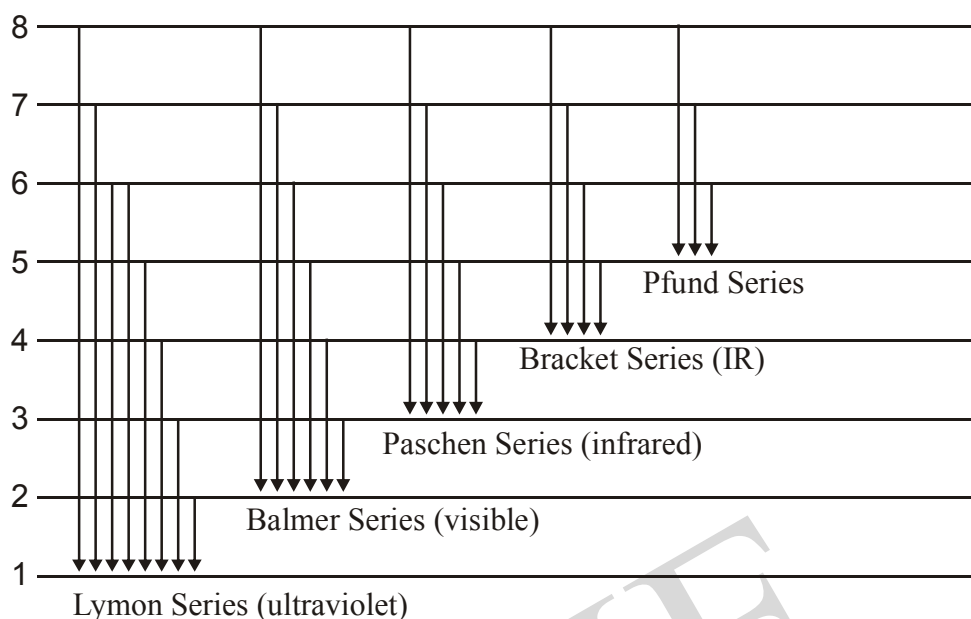 8
7
6
5
Pfund Series
4
Bracket Series (IR)
3
Paschen Series (infrared)
2
Balmer Series (visible)
1
Lymon Series (ultraviolet)